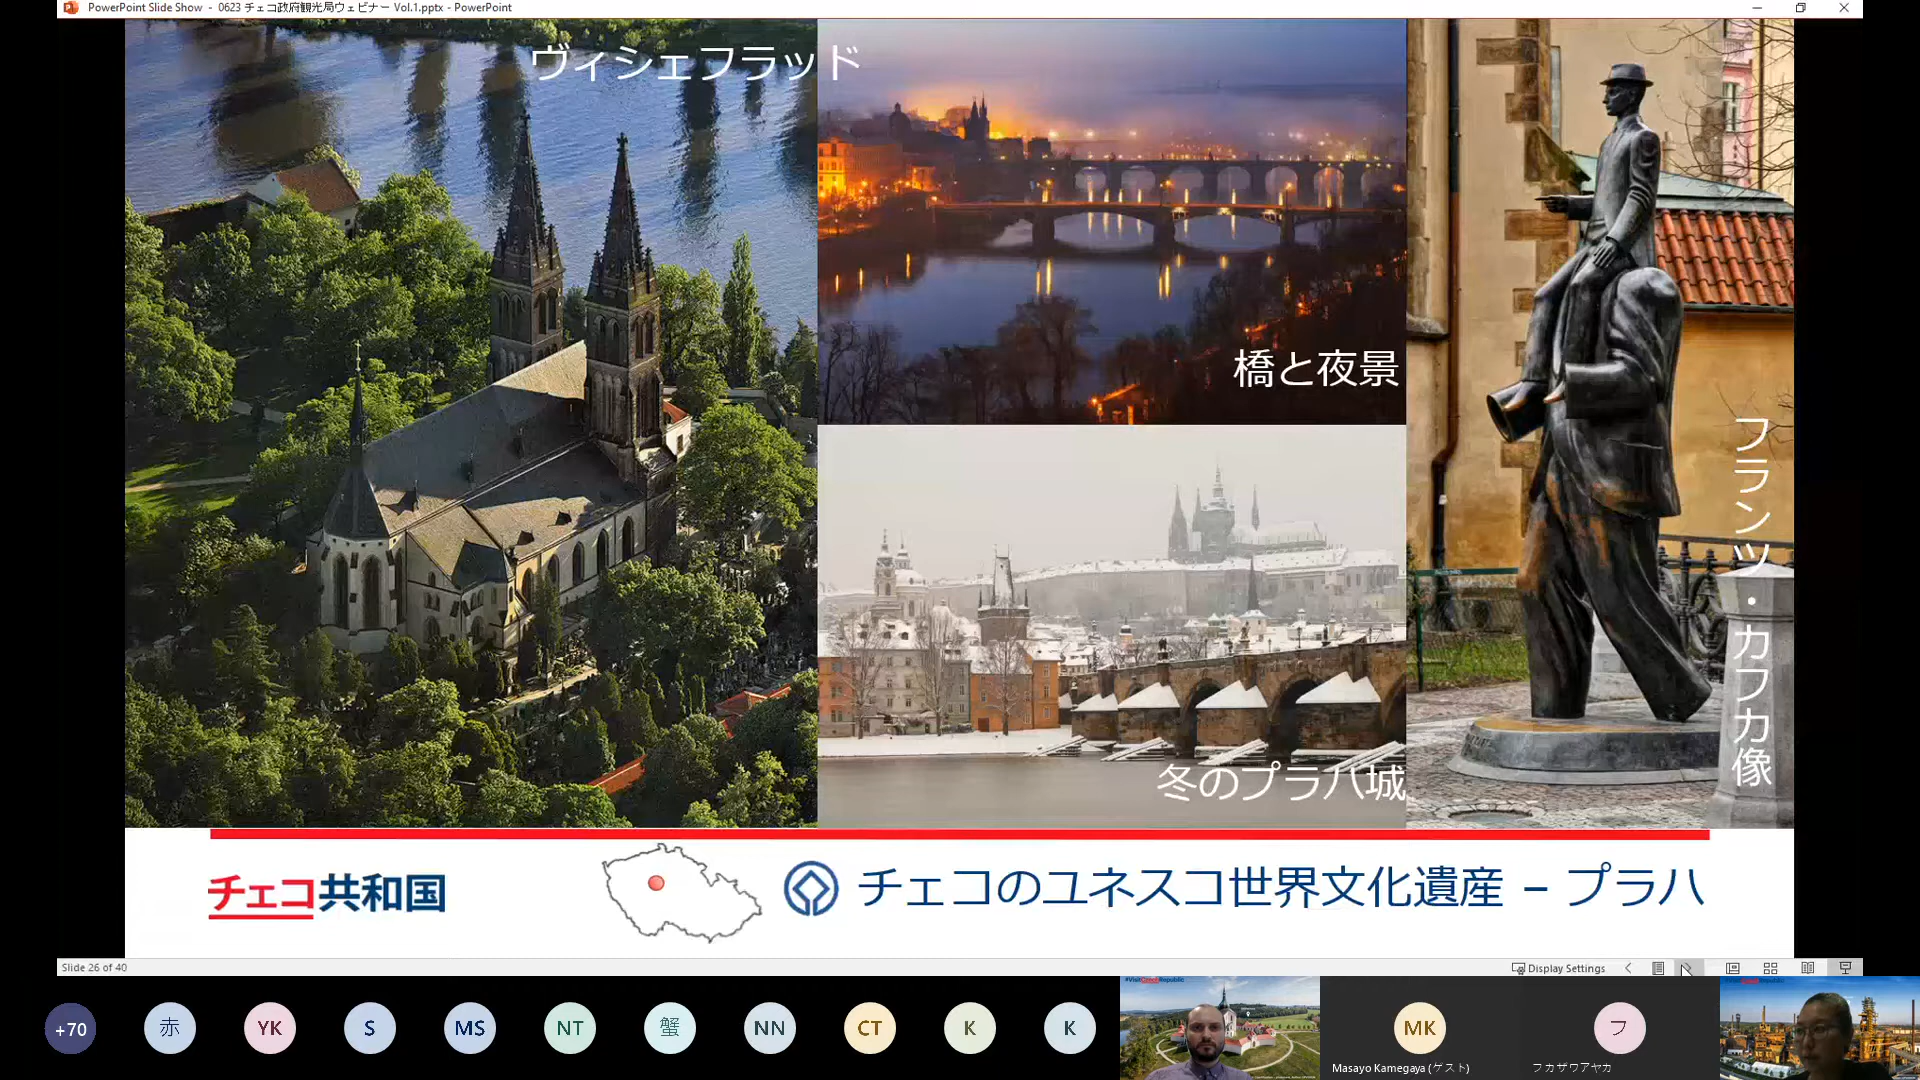 PowerPoint Slide Show - 0623 チェコ政府観光局ウェビナー Vol.1.pptx - PowerPoint
ヴィシェフラッド
橋と夜景
冬のプラハ城
フランツ・カフカ像
チェコ共和国
チェコのユネスコ世界文化遺産 – プラハ
Slide 26 of 40
Display Settings
+70
赤
YK
S
MS
NT
蟹
NN
CT
K
K
#VisitCzechRepublic
MK
Masayo Kamegaya (ゲスト)
フ
フカザワアヤカ